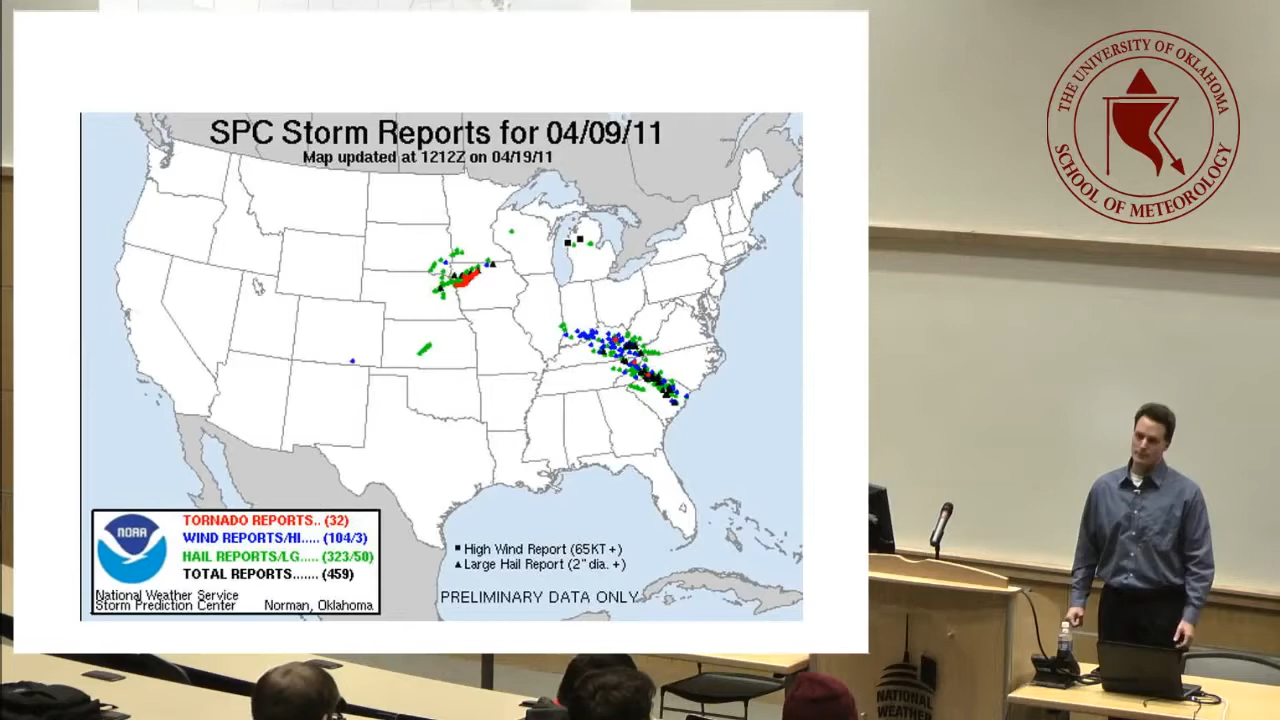 SPC Storm Reports for 04/09/11
Map updated at 1212Z on 04/19/11
TORNADO REPORTS.. (32)
WIND REPORTS/HI..... (104/3)
HAIL REPORTS/LG..... (323/50)
TOTAL REPORTS....... (459)
NOAA
National Weather Service
Storm Prediction Center
Norman, Oklahoma
High Wind Report (65KT +)
Large Hail Report (2" dia. +)
PRELIMINARY DATA ONLY
THE UNIVERSITY OF OKLAHOMA
SCHOOL OF METEOROLOGY
NATIONAL
WEATHER